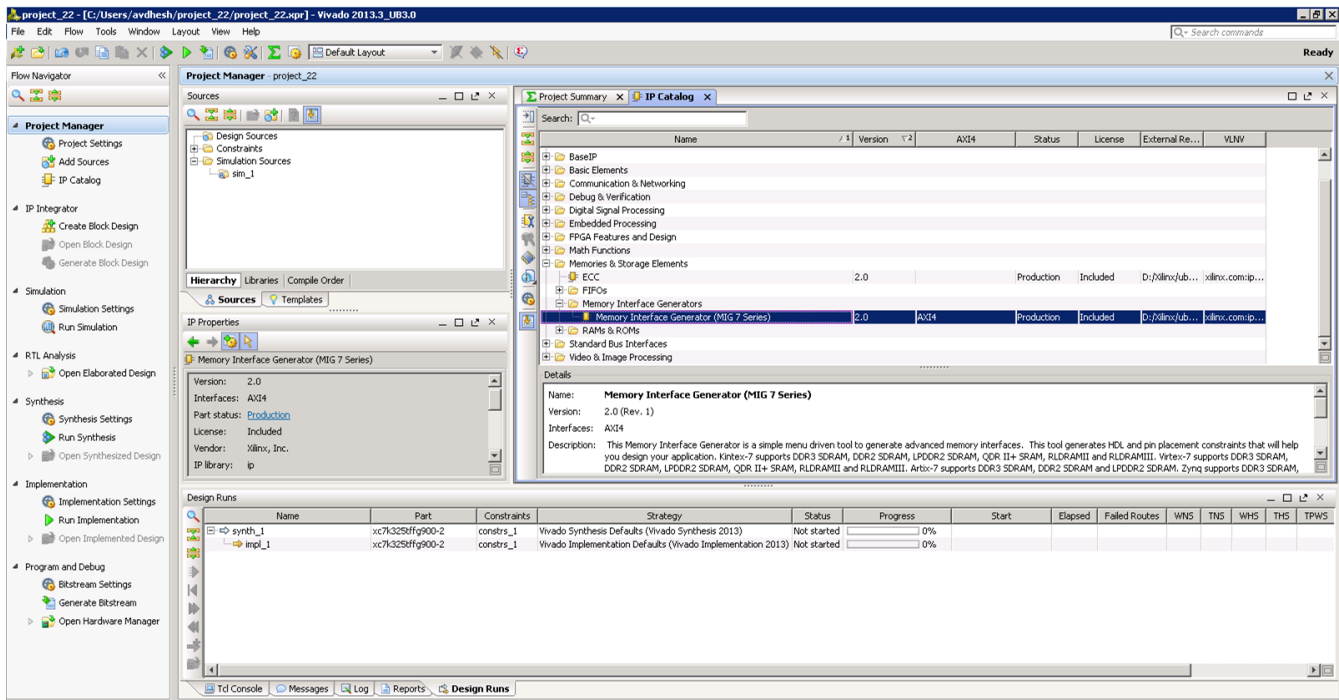 project_22 - [C:/Users/avdhesh/project_22/project_22.xpr] - Vivado 2013.3_UB3.0
File Edit Flow Tools Window Layout View Help
Search commands
Default Layout
Ready
Flow Navigator
Project Manager
Project Settings
Add Sources
IP Catalog
IP Integrator
Create Block Design
Open Block Design
Generate Block Design
Simulation
Simulation Settings
Run Simulation
RTL Analysis
Open Elaborated Design
Synthesis
Synthesis Settings
Run Synthesis
Open Synthesized Design
Implementation
Implementation Settings
Run Implementation
Open Implemented Design
Program and Debug
Bitstream Settings
Generate Bitstream
Open Hardware Manager
Project Manager - project_22
Sources
Design Sources
Constraints
Simulation Sources
sim_1
Hierarchy Libraries Compile Order
Sources Templates
IP Properties
Memory Interface Generator (MIG 7 Series)
Version: 2.0
Interfaces: AXI4
Part status: Production
License: Included
Vendor: Xilinx, Inc.
IP library: ip
Project Summary IP Catalog
Search:
Name 1 Version 2 AXI4 Status License External Re... VLNV
BaseIP
Basic Elements
Communication & Networking
Debug & Verification
Digital Signal Processing
Embedded Processing
FPGA Features and Design
Math Functions
Memories & Storage Elements
ECC 2.0 Production Included D:/Xilinx/ub... xilinx.com:ip...
FIFOs
Memory Interface Generators
Memory Interface Generator (MIG 7 Series) 2.0 AXI4 Production Included D:/Xilinx/ub... xilinx.com:ip...
RAMs & ROMs
Standard Bus Interfaces
Video & Image Processing
Details
Name: Memory Interface Generator (MIG 7 Series)
Version: 2.0 (Rev. 1)
Interfaces: AXI4
Description: This Memory Interface Generator is a simple menu driven tool to generate advanced memory interfaces. This tool generates HDL and pin placement constraints that will help
you design your application. Kintex-7 supports DDR3 SDRAM, DDR2 SDRAM, LPDDR2 SDRAM, QDR II+ SRAM, RLDRAMII and RLDRAMIII. Virtex-7 supports DDR3 SDRAM,
DDR2 SDRAM, LPDDR2 SDRAM, QDR II+ SRAM, RLDRAMII and RLDRAMIII. Artix-7 supports DDR3 SDRAM, DDR2 SDRAM and LPDDR2 SDRAM. Zynq supports DDR3 SDRAM,
Design Runs
Name Part Constraints Strategy Status Progress Start Elapsed Failed Routes WNS TNS WHS THS TPWS
synth_1 xc7k325tffg900-2 constrs_1 Vivado Synthesis Defaults (Vivado Synthesis 2013) Not started 0%
impl_1 xc7k325tffg900-2 constrs_1 Vivado Implementation Defaults (Vivado Implementation 2013) Not started 0%
Tcl Console Messages Log Reports Design Runs